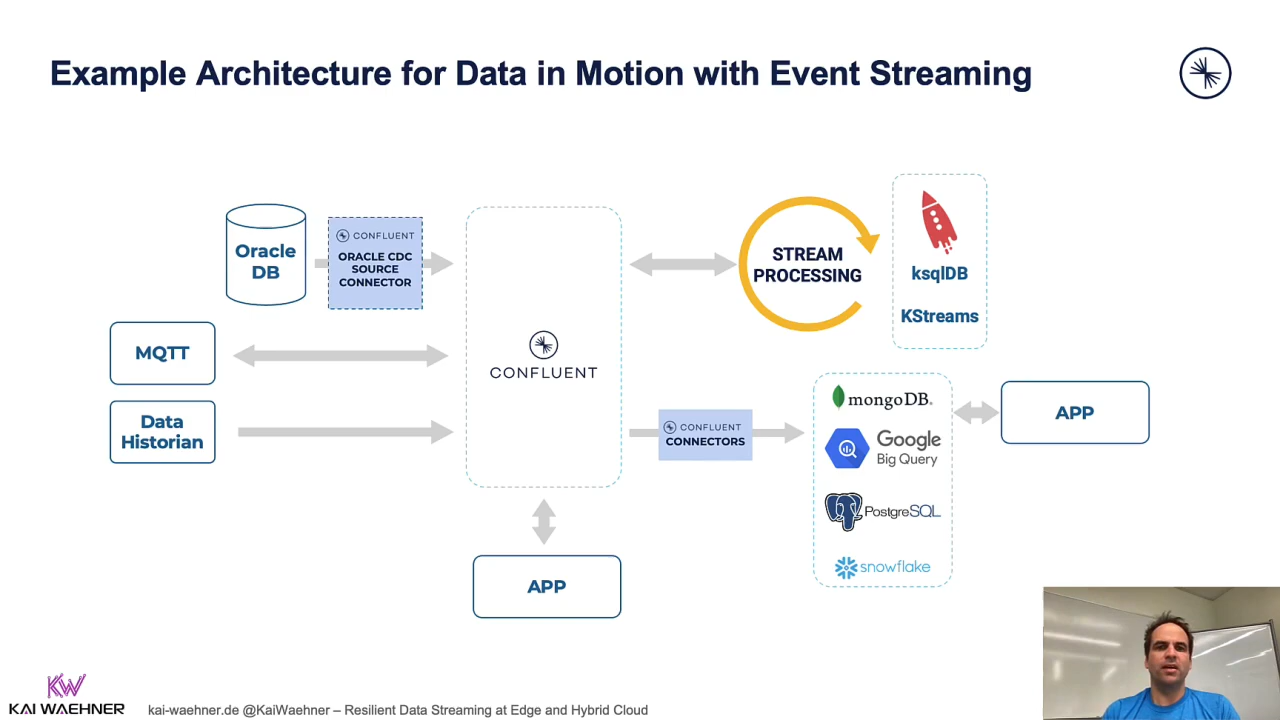 Example Architecture for Data in Motion with Event Streaming
Oracle
DB
CONFLUENT
ORACLE CDC
SOURCE
CONNECTOR
MQTT
Data
Historian
CONFLUENT
APP
STREAM
PROCESSING
ksqlDB
KStreams
CONFLUENT
CONNECTORS
mongoDB.
Google
Big Query
PostgreSQL
snowflake
APP
KW
KAI WAEHNER
kai-waehner.de @KaiWaehner – Resilient Data Streaming at Edge and Hybrid Cloud